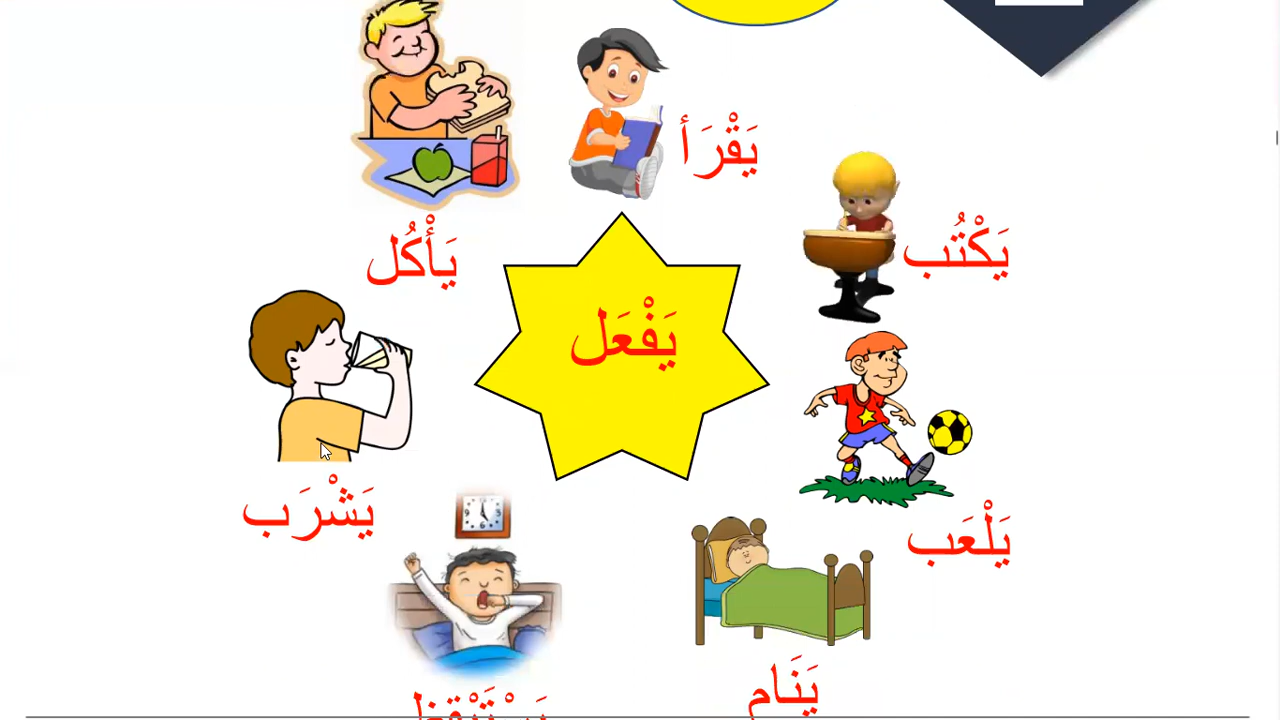 يَقْرَأ
يَكْتُب
يَأْكُل
يَفْعَل
يَشْرَب
يَلْعَب
يَنَام
يَسْتَيْقِظ